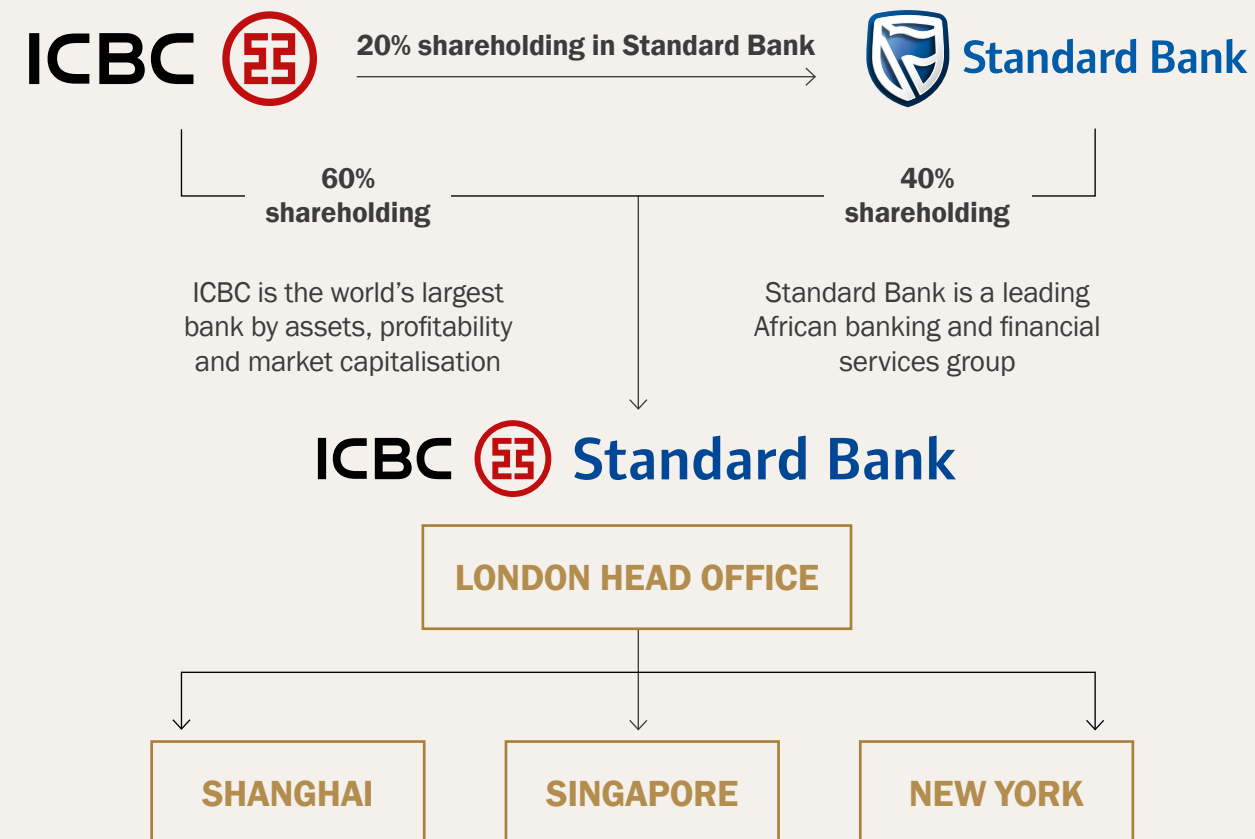 ICBC
20% shareholding in Standard Bank
Standard Bank
60%
shareholding
40%
shareholding
ICBC is the world’s largest
bank by assets, profitability
and market capitalisation
Standard Bank is a leading
African banking and financial
services group
ICBC Standard Bank
LONDON HEAD OFFICE
SHANGHAI
SINGAPORE
NEW YORK